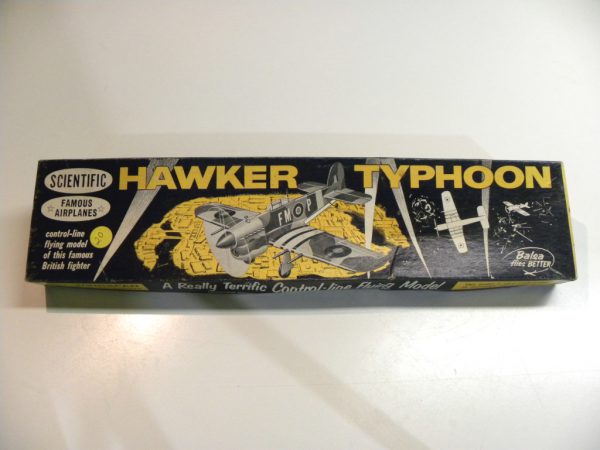 SCIENTIFIC
FAMOUS
AIRPLANES
control-line
flying model
of this famous
British fighter
HAWKER TYPHOON
FM P
Balsa
flies BETTER
A Really Terrific Control-line Flying Model